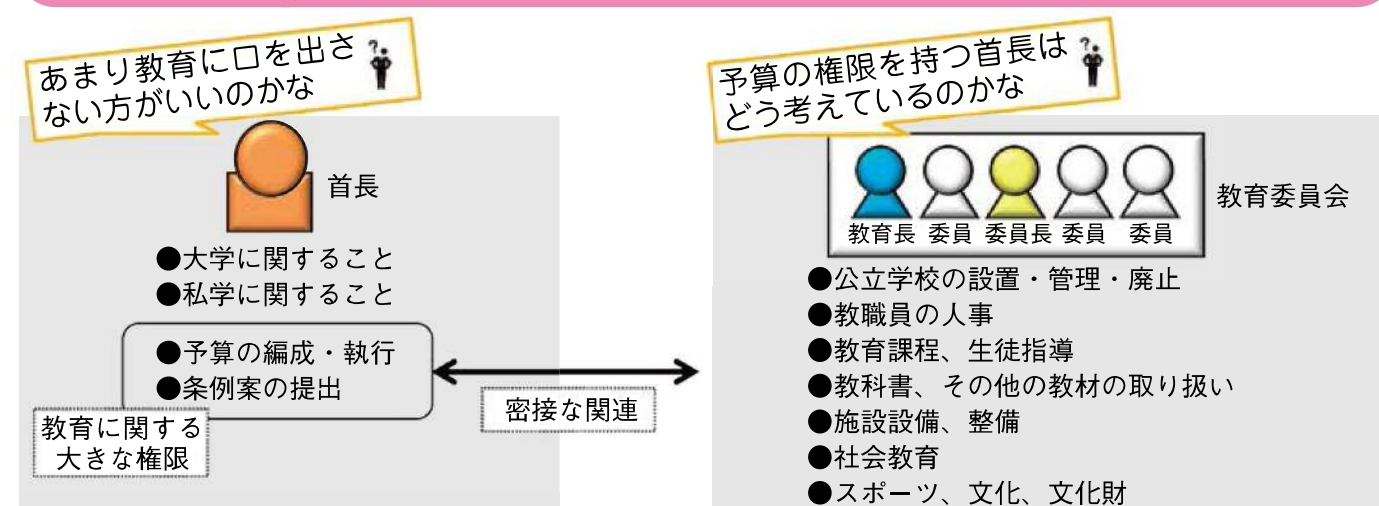 あまり教育に口を出さ
ない方がいいのかな
首長
●大学に関すること
●私学に関すること
●予算の編成・執行
●条例案の提出
教育に関する
大きな権限
密接な関連
予算の権限を持つ首長は
どう考えているのかな
教育長 委員 委員長 委員 委員
教育委員会
●公立学校の設置・管理・廃止
●教職員の人事
●教育課程、生徒指導
●教科書、その他の教材の取り扱い
●施設設備、整備
●社会教育
●スポーツ、文化、文化財